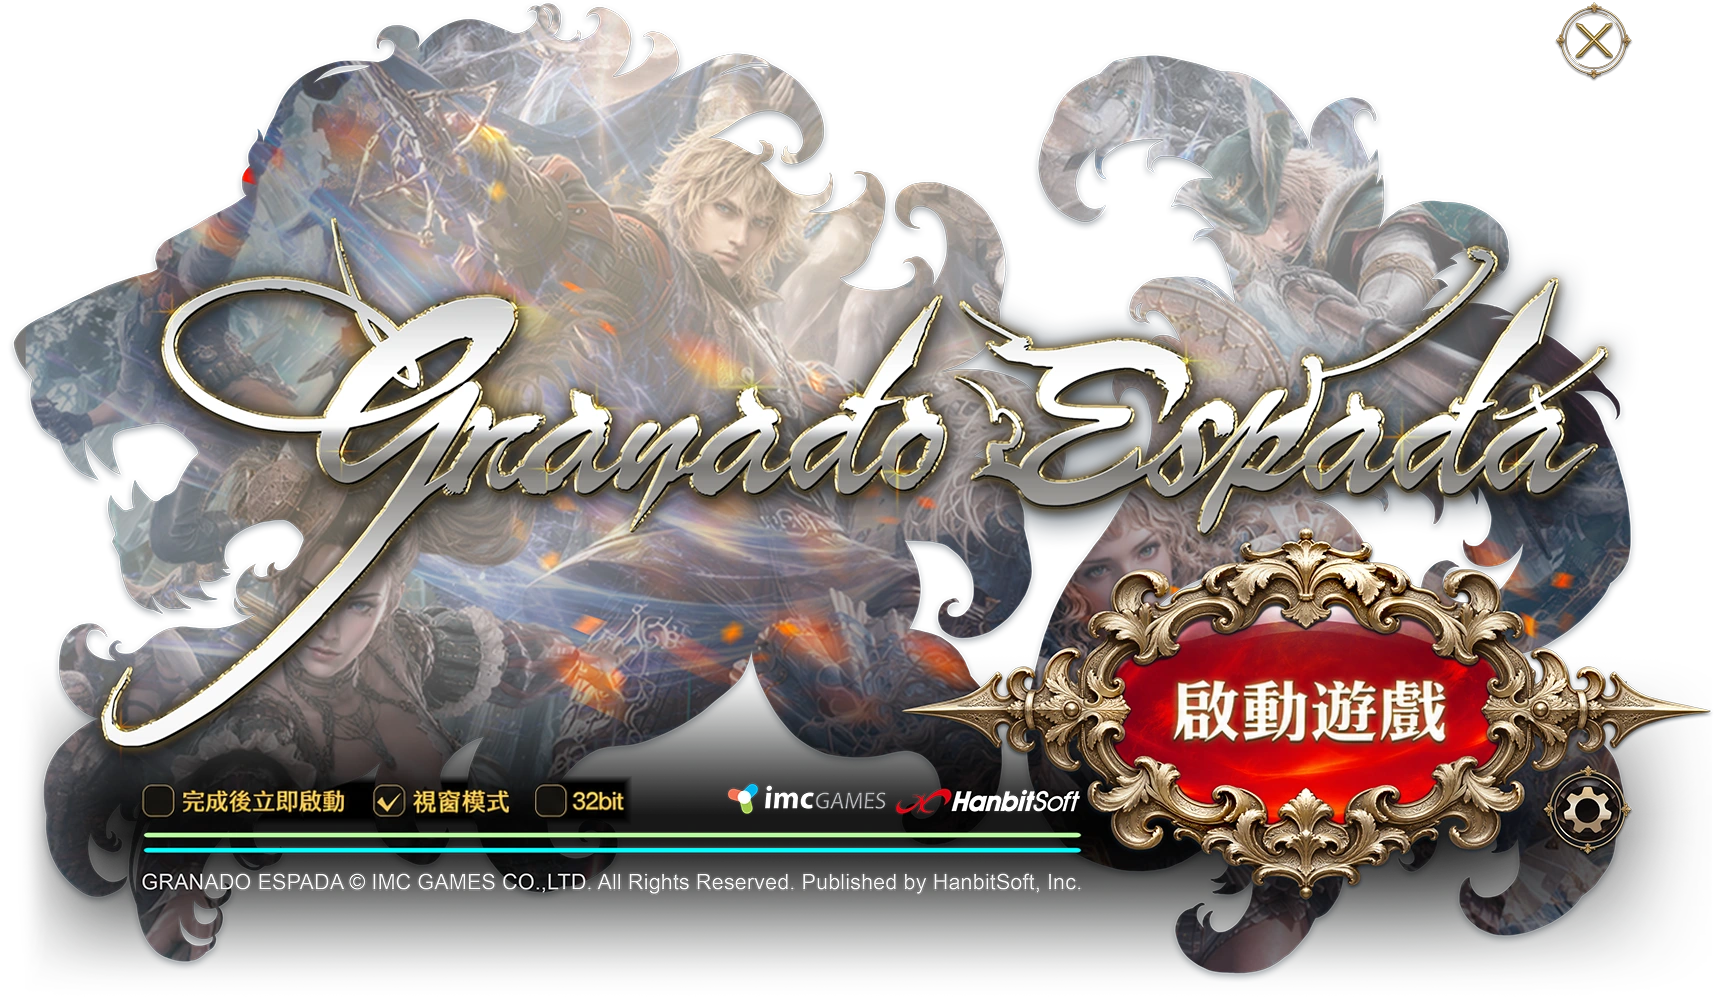 Granado Espada
啟動遊戲
完成後立即啟動 視窗模式 32bit imcGAMES HanbitSoft
GRANADO ESPADA © IMC GAMES CO.,LTD. All Rights Reserved. Published by HanbitSoft, Inc.